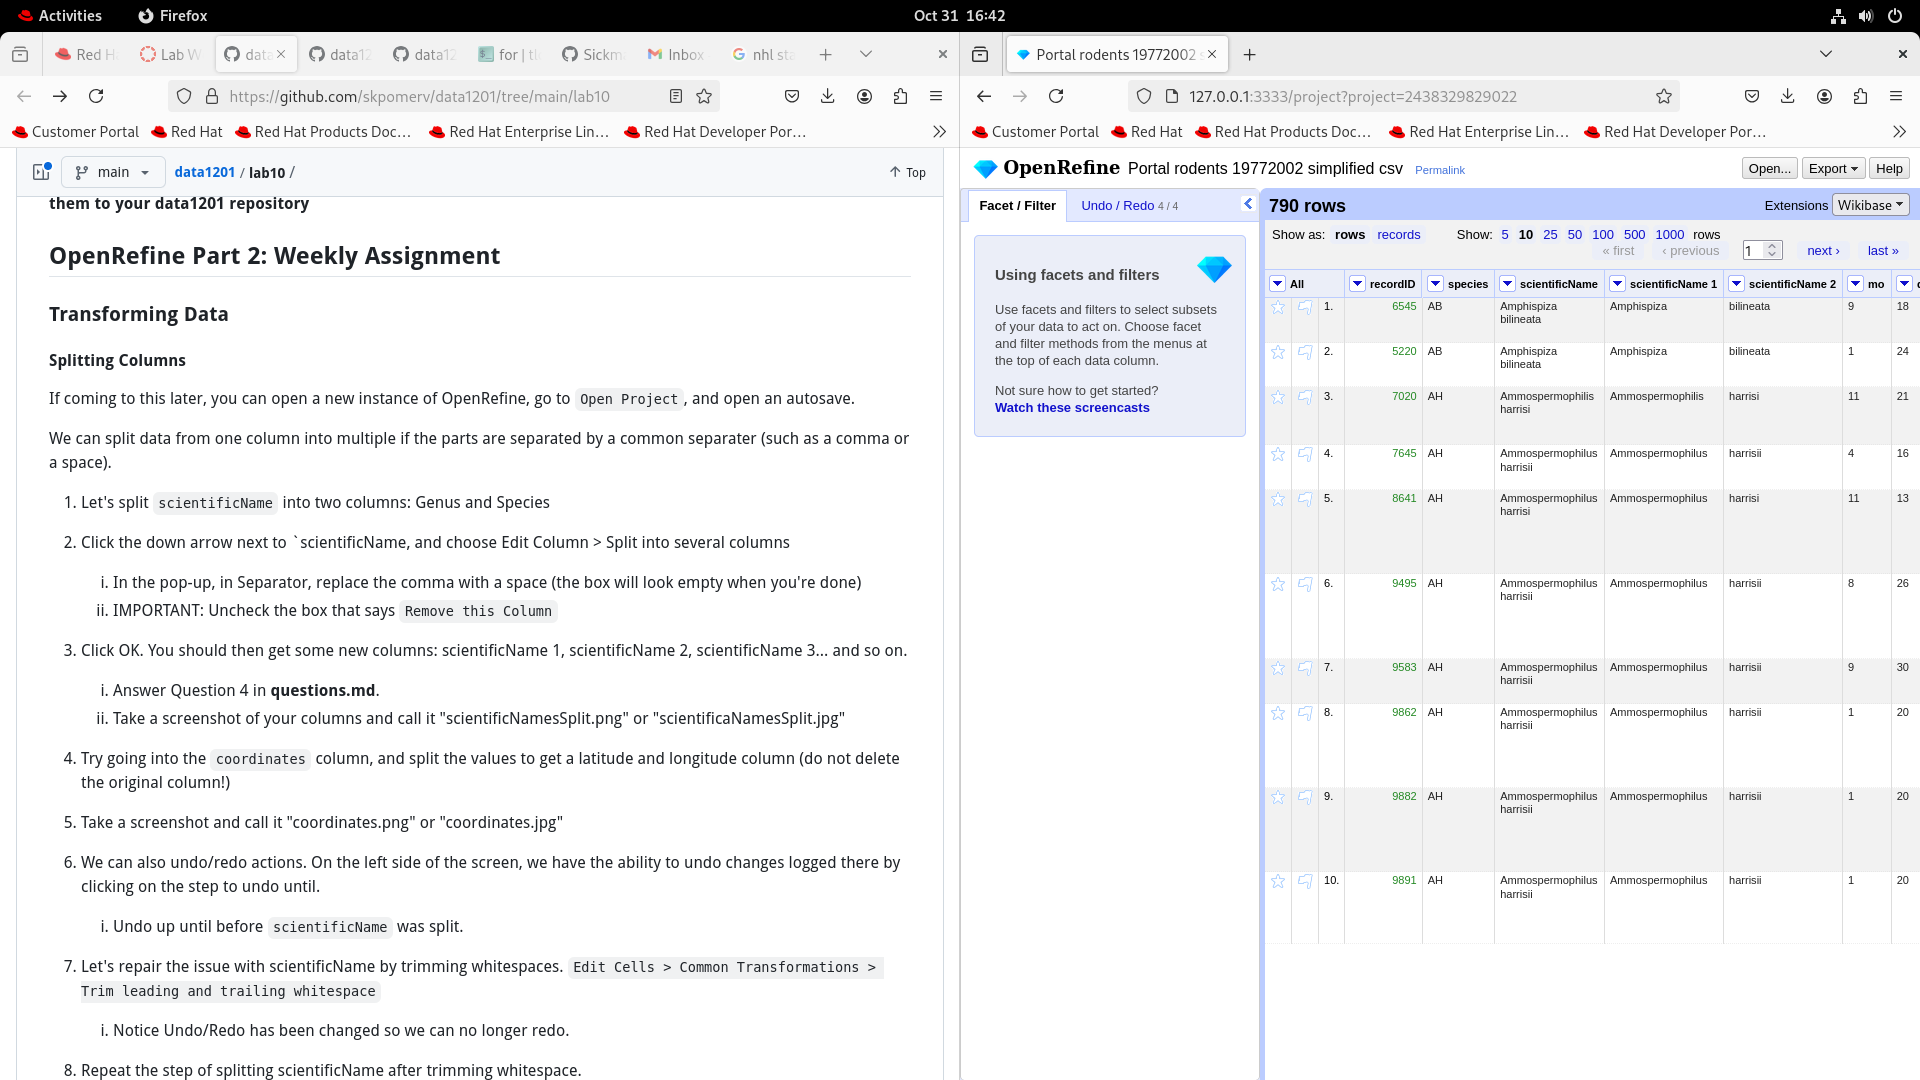 Activities
Firefox
Oct 31 16:42
Red H
Lab W
data
data12
data12
for | tl
Sickm
Inbox
nhl sta
https://github.com/skpomerv/data1201/tree/main/lab10
Customer Portal
Red Hat
Red Hat Products Doc…
Red Hat Enterprise Lin…
Red Hat Developer Por…
main
data1201 / lab10 /
Top
them to your data1201 repository
OpenRefine Part 2: Weekly Assignment
Transforming Data
Splitting Columns
If coming to this later, you can open a new instance of OpenRefine, go to Open Project, and open an autosave.
We can split data from one column into multiple if the parts are separated by a common separater (such as a comma or
a space).
1. Let's split scientificName into two columns: Genus and Species
2. Click the down arrow next to `scientificName, and choose Edit Column > Split into several columns
i. In the pop-up, in Separator, replace the comma with a space (the box will look empty when you're done)
ii. IMPORTANT: Uncheck the box that says Remove this Column
3. Click OK. You should then get some new columns: scientificName 1, scientificName 2, scientificName 3... and so on.
i. Answer Question 4 in questions.md.
ii. Take a screenshot of your columns and call it "scientificNamesSplit.png" or "scientificaNamesSplit.jpg"
4. Try going into the coordinates column, and split the values to get a latitude and longitude column (do not delete
the original column!)
5. Take a screenshot and call it "coordinates.png" or "coordinates.jpg"
6. We can also undo/redo actions. On the left side of the screen, we have the ability to undo changes logged there by
clicking on the step to undo until.
i. Undo up until before scientificName was split.
7. Let's repair the issue with scientificName by trimming whitespaces. Edit Cells > Common Transformations >
Trim leading and trailing whitespace
i. Notice Undo/Redo has been changed so we can no longer redo.
8. Repeat the step of splitting scientificName after trimming whitespace.
Portal rodents 19772002 s
127.0.0.1:3333/project?project=2438329829022
Customer Portal
Red Hat
Red Hat Products Doc…
Red Hat Enterprise Lin…
Red Hat Developer Por…
OpenRefine Portal rodents 19772002 simplified csv Permalink
Open... Export Help
Facet / Filter Undo / Redo 4 / 4
790 rows
Extensions Wikibase
Using facets and filters
Use facets and filters to select subsets
of your data to act on. Choose facet
and filter methods from the menus at
the top of each data column.
Not sure how to get started?
Watch these screencasts
Show as: rows records Show: 5 10 25 50 100 500 1000 rows
« first ‹ previous 1 next › last »
All recordID species scientificName scientificName 1 scientificName 2 mo
1. 6545 AB Amphispiza Amphispiza bilineata 9 18
bilineata
2. 5220 AB Amphispiza Amphispiza bilineata 1 24
bilineata
3. 7020 AH Ammospermophilis Ammospermophilis harrisi 11 21
harrisi
4. 7645 AH Ammospermophilus Ammospermophilus harrisii 4 16
harrisii
5. 8641 AH Ammospermophilus Ammospermophilus harrisi 11 13
harrisi
6. 9495 AH Ammospermophilus Ammospermophilus harrisii 8 26
harrisii
7. 9583 AH Ammospermophilus Ammospermophilus harrisii 9 30
harrisii
8. 9862 AH Ammospermophilus Ammospermophilus harrisii 1 20
harrisii
9. 9882 AH Ammospermophilus Ammospermophilus harrisii 1 20
harrisii
10. 9891 AH Ammospermophilus Ammospermophilus harrisii 1 20
harrisii